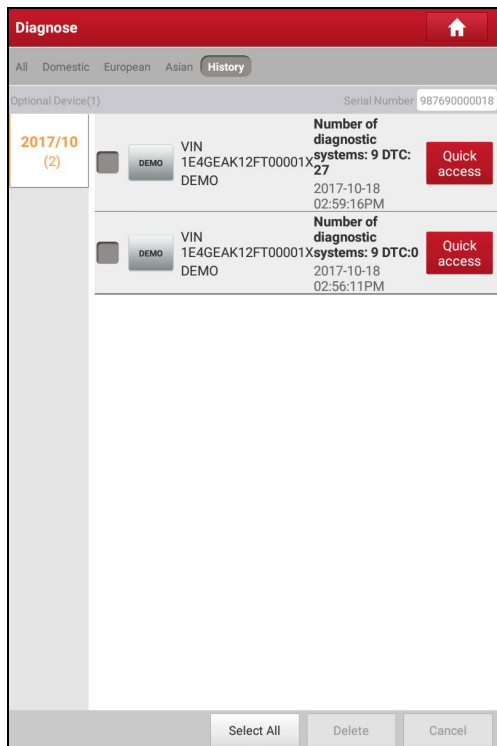 Diagnose
All Domestic European Asian History
Optional Device(1) Serial Number 987690000018
2017/10
(2)
DEMO
VIN
1E4GEAK12FT00001X
DEMO
Number of
diagnostic
systems: 9 DTC:
27
2017-10-18
02:59:16PM
Quick
access
DEMO
VIN
1E4GEAK12FT00001X
DEMO
Number of
diagnostic
systems: 9 DTC:0
2017-10-18
02:56:11PM
Quick
access
Select All Delete Cancel